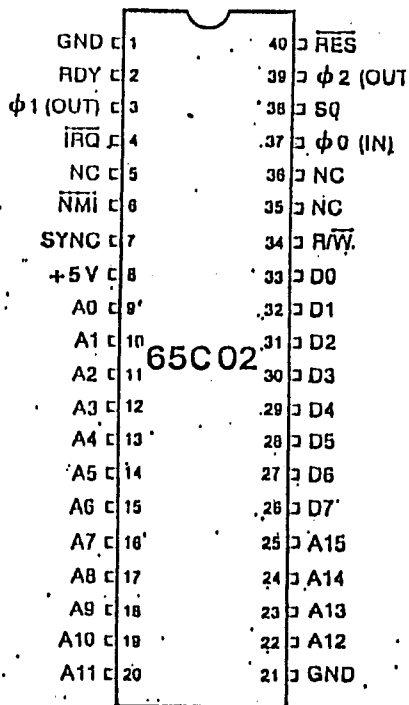 GND 1 40 R̅E̅S̅
RDY 2 39 ϕ2 (OUT
ϕ1 (OUT) 3 38 SO
I̅R̅Q̅ 4 37 ϕ0 (IN)
NC 5 36 NC
N̅M̅I̅ 6 35 NC
SYNC 7 34 R/W̅
+5V 8 33 D0
A0 9 32 D1
A1 10 31 D2
65C02
A2 11 30 D3
A3 12 29 D4
A4 13 28 D5
A5 14 27 D6
A6 15 26 D7
A7 16 25 A15
A8 17 24 A14
A9 18 23 A13
A10 19 22 A12
A11 20 21 GND